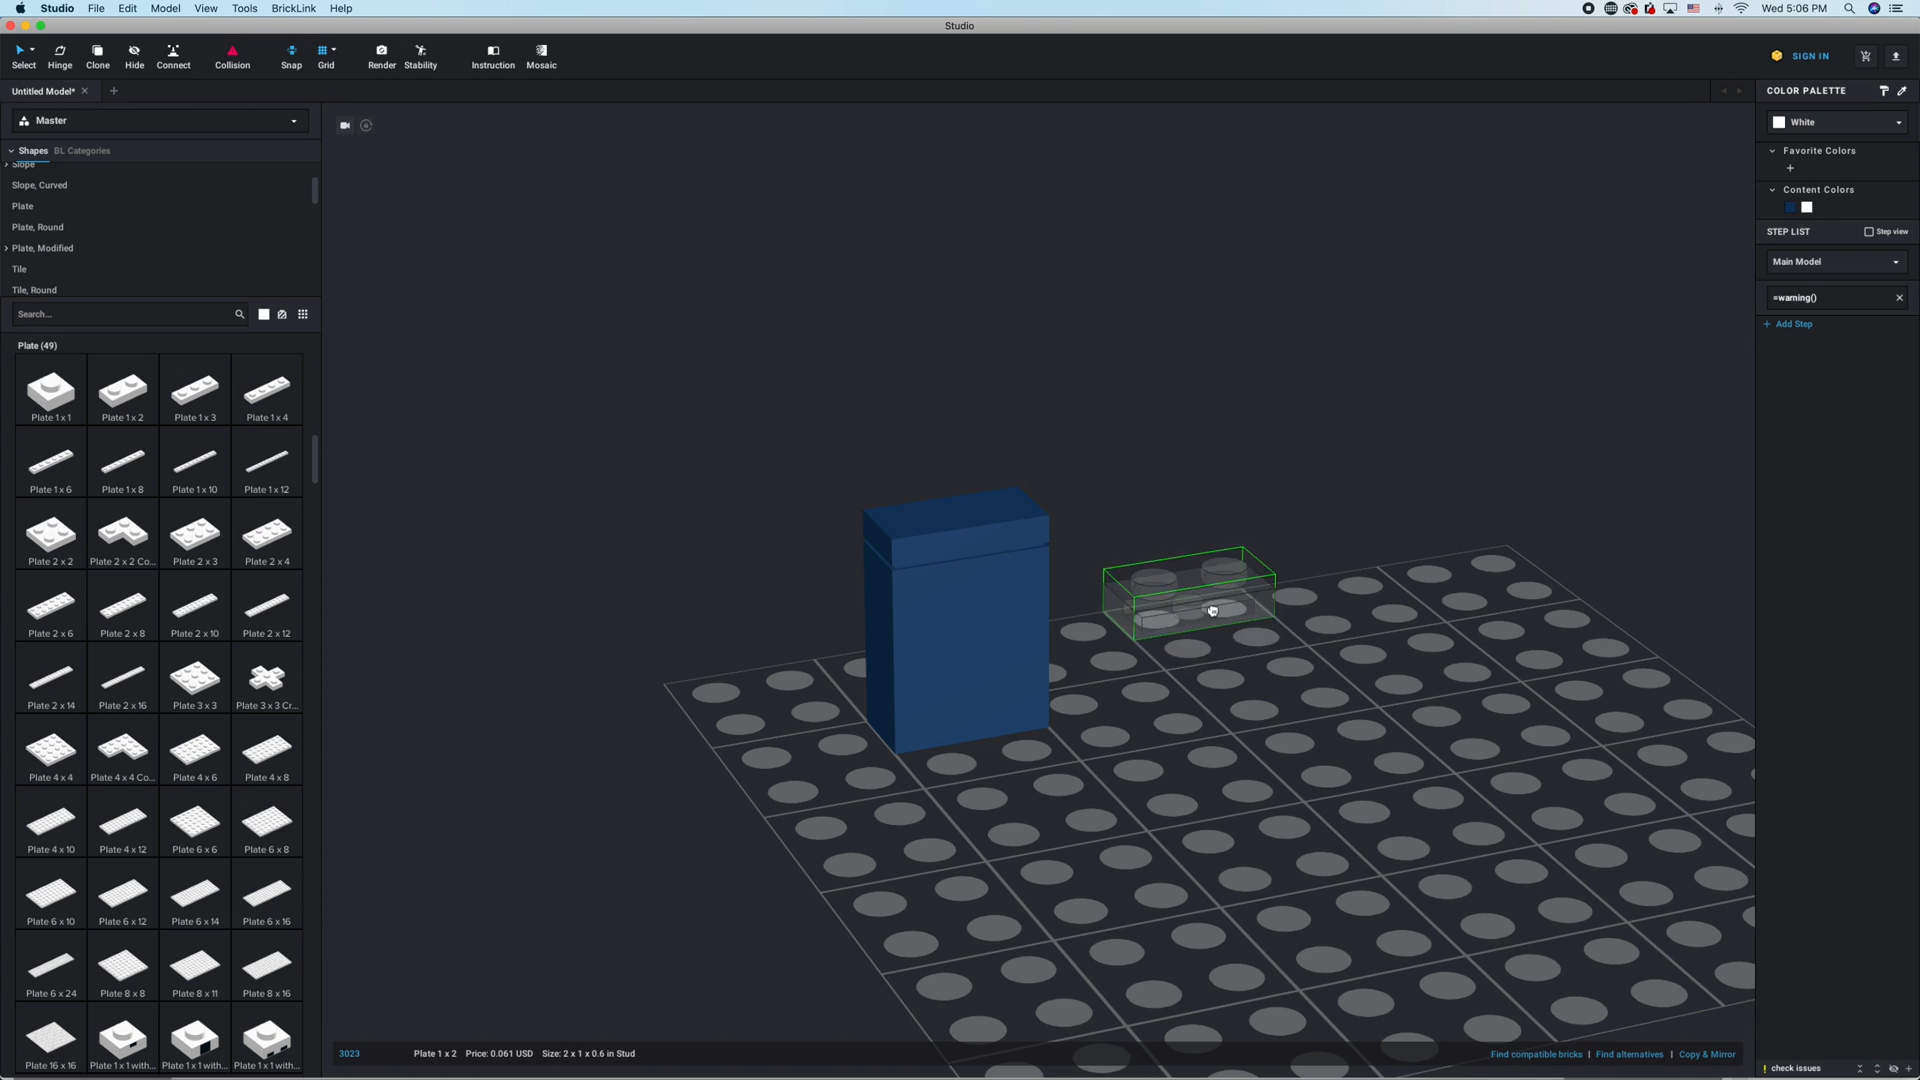 Studio File Edit Model View Tools BrickLink Help Wed 5:06 PM
Studio
Select Hinge Clone Hide Connect Collision Snap Grid Render Stability Instruction Mosaic SIGN IN
Untitled Model*
Master
Shapes BL Categories
Slope
Slope, Curved
Plate
Plate, Round
Plate, Modified
Tile
Tile, Round
Search...
Plate (49)
Plate 1 x 1 Plate 1 x 2 Plate 1 x 3 Plate 1 x 4
Plate 1 x 6 Plate 1 x 8 Plate 1 x 10 Plate 1 x 12
Plate 2 x 2 Plate 2 x 2 Co... Plate 2 x 3 Plate 2 x 4
Plate 2 x 6 Plate 2 x 8 Plate 2 x 10 Plate 2 x 12
Plate 2 x 14 Plate 2 x 16 Plate 3 x 3 Plate 3 x 3 Cr...
Plate 4 x 4 Plate 4 x 4 Co... Plate 4 x 6 Plate 4 x 8
Plate 4 x 10 Plate 4 x 12 Plate 6 x 6 Plate 6 x 8
Plate 6 x 10 Plate 6 x 12 Plate 6 x 14 Plate 6 x 16
Plate 6 x 24 Plate 8 x 8 Plate 8 x 11 Plate 8 x 16
Plate 16 x 16 Plate 1 x 1 with... Plate 1 x 1 with... Plate 1 x 1 with...
3023 Plate 1 x 2 Price: 0.061 USD Size: 2 x 1 x 0.6 in Stud
Find compatible bricks | Find alternatives | Copy & Mirror
COLOR PALETTE
White
Favorite Colors
Content Colors
STEP LIST Step view
Main Model
=warning()
+ Add Step
! check issues